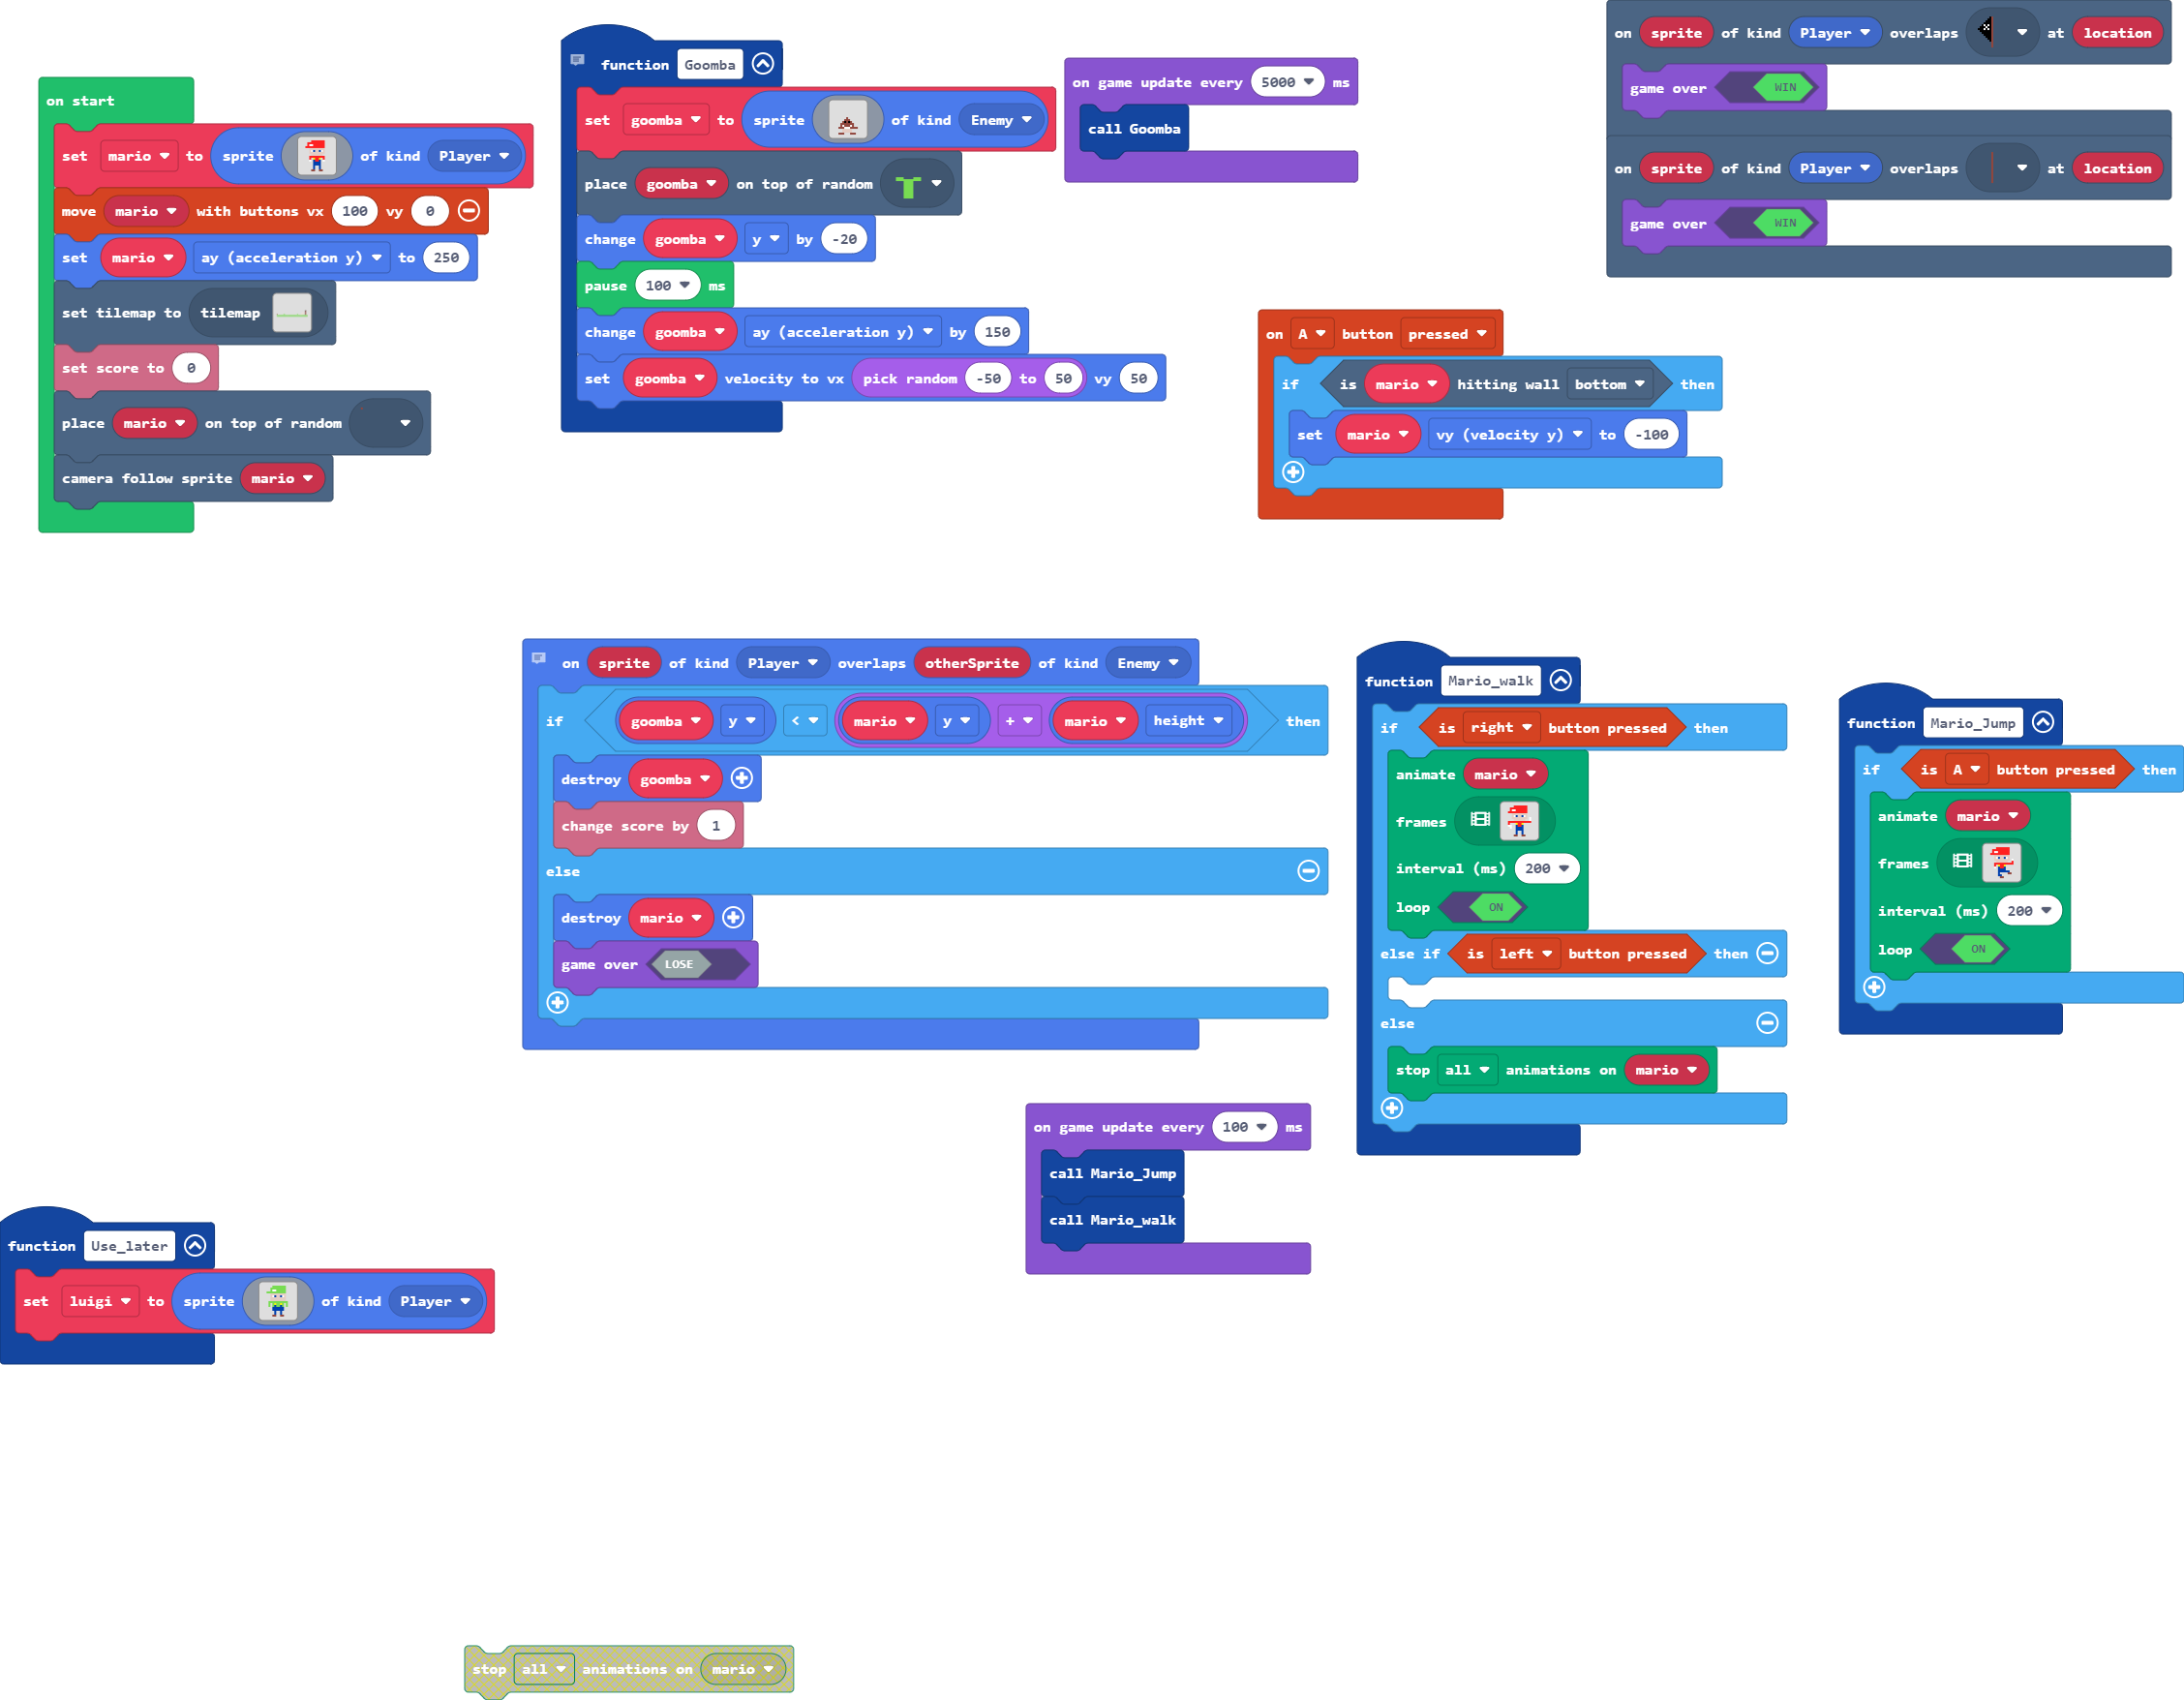 on start
set mario to sprite of kind Player
move mario with buttons vx 100 vy 0
set mario ay (acceleration y) to 250
set tilemap to tilemap
set score to 0
place mario on top of random
camera follow sprite mario
function Goomba
set goomba to sprite of kind Enemy
place goomba on top of random
change goomba y by -20
pause 100 ms
change goomba ay (acceleration y) by 150
set goomba velocity to vx pick random -50 to 50 vy 50
on game update every 5000 ms
call Goomba
on sprite of kind Player overlaps at location
game over WIN
on sprite of kind Player overlaps at location
game over WIN
on A button pressed
if is mario hitting wall bottom then
set mario vy (velocity y) to -100
on sprite of kind Player overlaps otherSprite of kind Enemy
if goomba y < mario y + mario height then
destroy goomba
change score by 1
else
destroy mario
game over LOSE
function Mario_walk
if is right button pressed then
animate mario
frames
interval (ms) 200
loop ON
else if is left button pressed then
else
stop all animations on mario
function Mario_Jump
if is A button pressed then
animate mario
frames
interval (ms) 200
loop ON
on game update every 100 ms
call Mario_Jump
call Mario_walk
function Use_later
set luigi to sprite of kind Player
stop all animations on mario